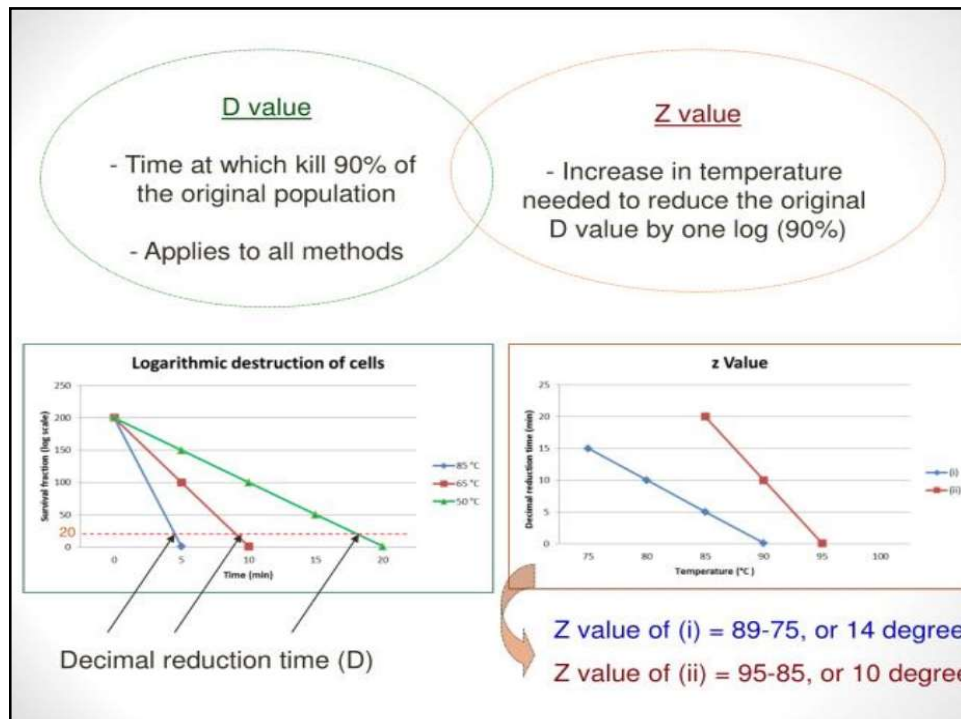 D value
- Time at which kill 90% of
the original population
- Applies to all methods
Z value
- Increase in temperature
needed to reduce the original
D value by one log (90%)
Logarithmic destruction of cells
Survival fraction (log scale)
250
200
150
100
50
20
0
0 5 10 15 20
Time (min)
85 °C
65 °C
50 °C
Decimal reduction time (D)
z Value
Decimal reduction time (min)
25
20
15
10
5
0
75 80 85 90 95 100
Temperature (°C )
(i)
(ii)
Z value of (i) = 89-75, or 14 degree
Z value of (ii) = 95-85, or 10 degree